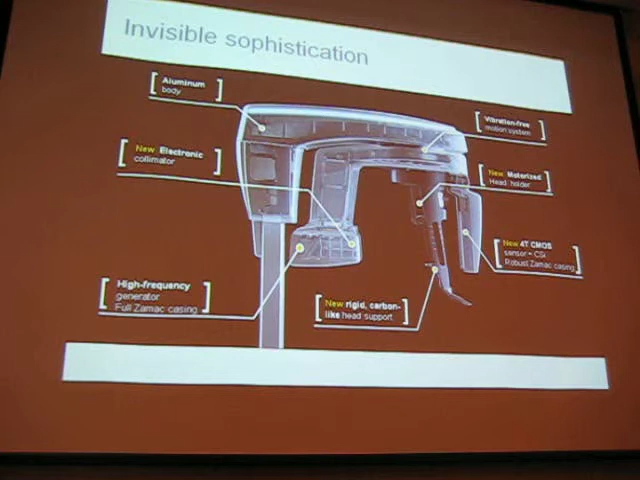 Invisible sophistication
Aluminum
body
Vibration-free
motion system
New Electronic
collimator
New Motorized
Head holder
New 4T CMOS
sensor + CSi
Robust Zamac casing
High-frequency
generator
Full Zamac casing
New rigid, carbon-
like head support